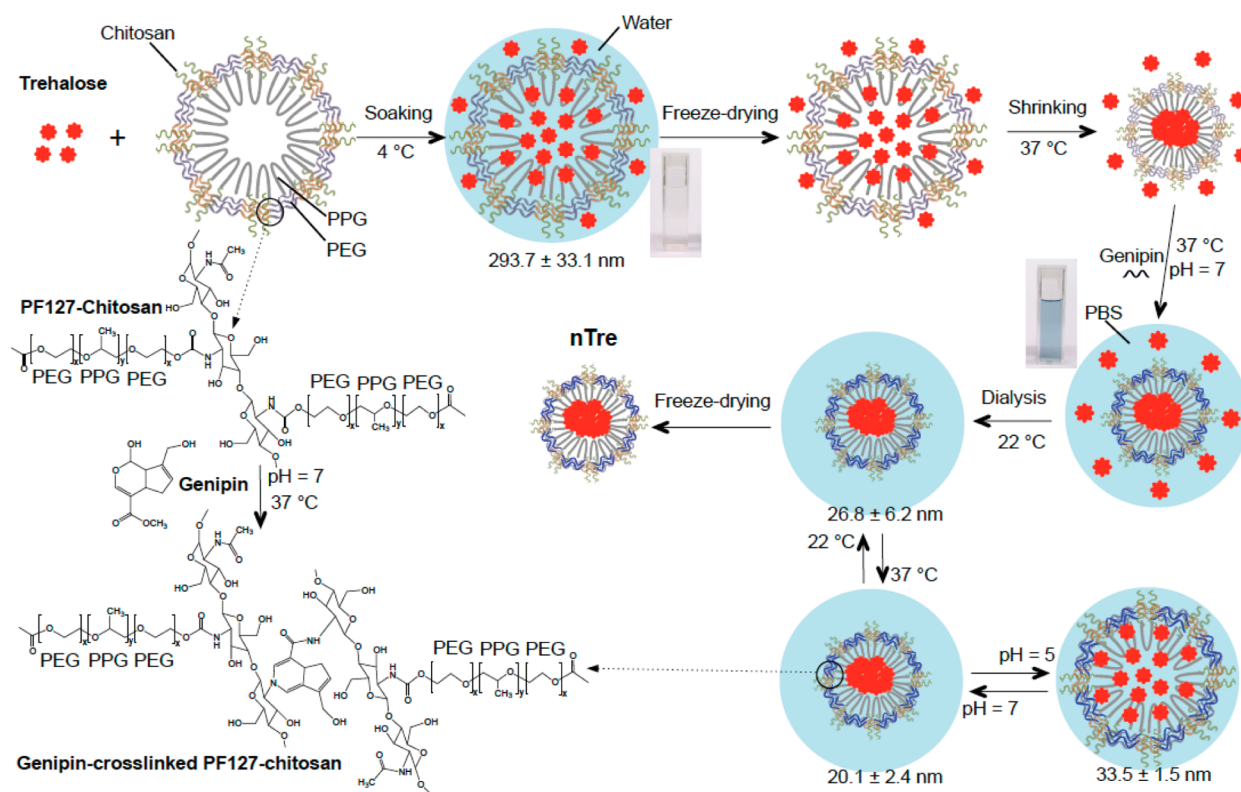 Chitosan
Trehalose
+
PPG
PEG
Soaking
4 °C
Water
293.7 ± 33.1 nm
Freeze-drying
Shrinking
37 °C
Genipin
37 °C
pH = 7
PBS
Dialysis
22 °C
26.8 ± 6.2 nm
Freeze-drying
nTre
22 °C
37 °C
20.1 ± 2.4 nm
pH = 5
pH = 7
33.5 ± 1.5 nm
PF127-Chitosan
PEG PPG PEG
PEG PPG PEG
Genipin
pH = 7
37 °C
PEG PPG PEG
PEG PPG PEG
Genipin-crosslinked PF127-chitosan